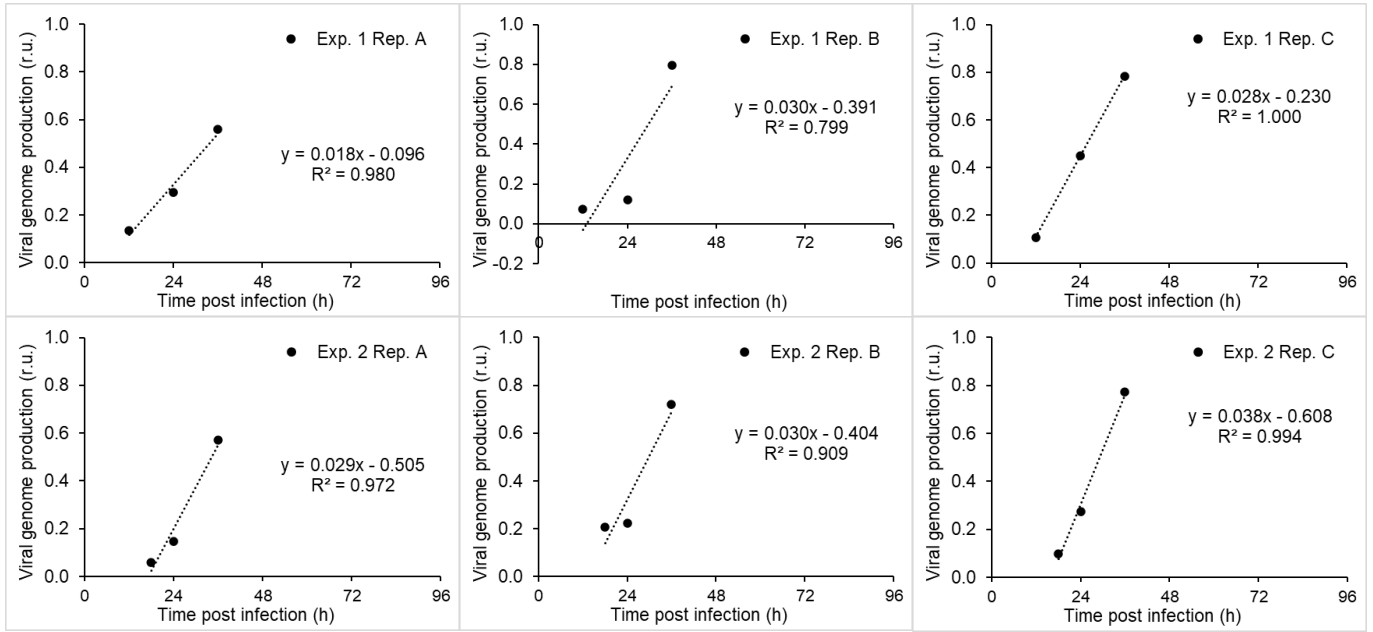 Viral genome production (r.u.)
1.0
0.8
0.6
0.4
0.2
0.0
Exp. 1 Rep. A
y = 0.018x - 0.096
R² = 0.980
0 24 48 72 96
Time post infection (h)
Viral genome production (r.u.)
1.0
0.8
0.6
0.4
0.2
0.0
-0.2
Exp. 1 Rep. B
y = 0.030x - 0.391
R² = 0.799
0 24 48 72 96
Time post infection (h)
Viral genome production (r.u.)
1.0
0.8
0.6
0.4
0.2
0.0
Exp. 1 Rep. C
y = 0.028x - 0.230
R² = 1.000
0 24 48 72 96
Time post infection (h)
Viral genome production (r.u.)
1.0
0.8
0.6
0.4
0.2
0.0
Exp. 2 Rep. A
y = 0.029x - 0.505
R² = 0.972
0 24 48 72 96
Time post infection (h)
Viral genome production (r.u.)
1.0
0.8
0.6
0.4
0.2
0.0
Exp. 2 Rep. B
y = 0.030x - 0.404
R² = 0.909
0 24 48 72 96
Time post infection (h)
Viral genome production (r.u.)
1.0
0.8
0.6
0.4
0.2
0.0
Exp. 2 Rep. C
y = 0.038x - 0.608
R² = 0.994
0 24 48 72 96
Time post infection (h)